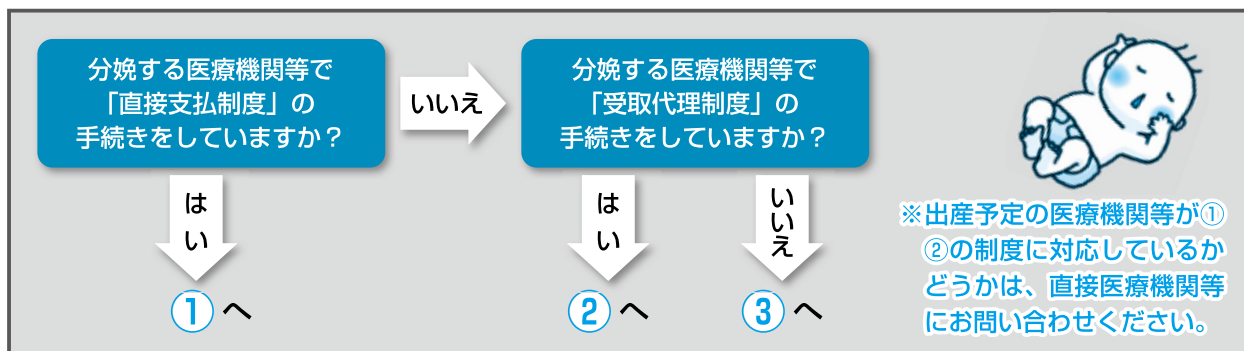 分娩する医療機関等で
「直接支払制度」の
手続きをしていますか？
いいえ
分娩する医療機関等で
「受取代理制度」の
手続きをしていますか？
はい
はい
いいえ
①へ
②へ
③へ
※出産予定の医療機関等が①
②の制度に対応しているか
どうかは、直接医療機関等
にお問い合わせください。